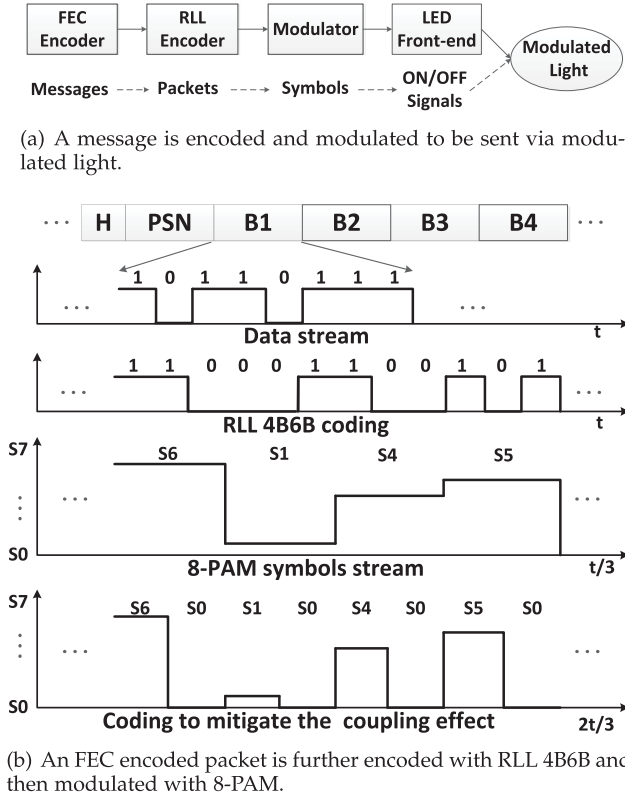 FEC Encoder
RLL Encoder
Modulator
LED Front-end
Modulated Light
Messages
Packets
Symbols
ON/OFF Signals
(a) A message is encoded and modulated to be sent via modu-
lated light.
... H PSN B1 B2 B3 B4 ...
1 0 1 1 0 1 1 1
... ...
Data stream t
1 1 0 0 0 1 1 0 0 1 0 1
... ...
RLL 4B6B coding t
S7
S6 S1 S4 S5
... ...
S0
8-PAM symbols stream t/3
S7
S6 S0 S1 S0 S4 S0 S5 S0
... ...
S0
Coding to mitigate the coupling effect 2t/3
(b) An FEC encoded packet is further encoded with RLL 4B6B and
then modulated with 8-PAM.